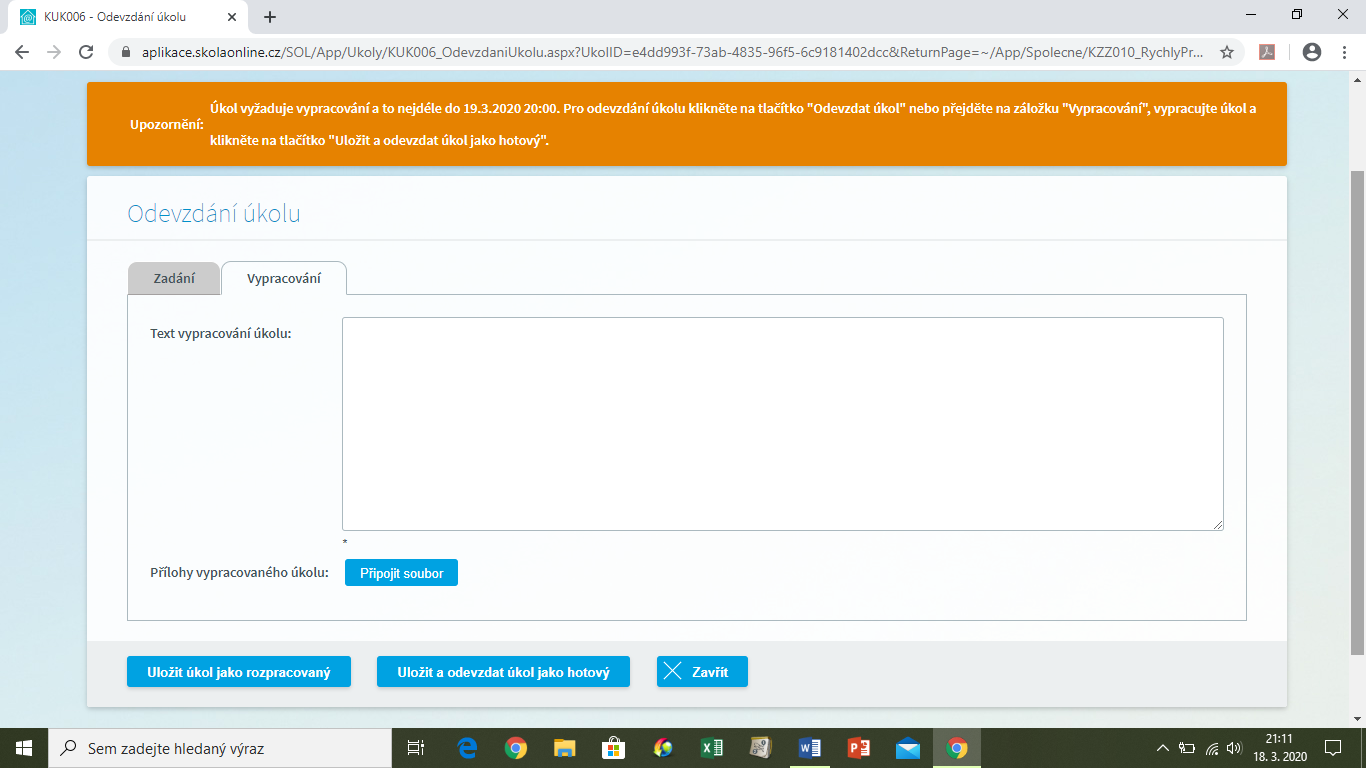 KUK006 - Odevzdání úkolu
aplikace.skolaonline.cz/SOL/App/Ukoly/KUK006_OdevzdaniUkolu.aspx?UkolID=e4dd993f-73ab-4835-96f5-6c9181402dcc&ReturnPage=~/App/Spolecne/KZZ010_RychlyPr...
Upozornění:
Úkol vyžaduje vypracování a to nejdéle do 19.3.2020 20:00. Pro odevzdání úkolu klikněte na tlačítko "Odevzdat úkol" nebo přejděte na záložku "Vypracování", vypracujte úkol a
klikněte na tlačítko "Uložit a odevzdat úkol jako hotový".
Odevzdání úkolu
Zadání Vypracování
Text vypracování úkolu:
*
Přílohy vypracovaného úkolu: Připojit soubor
Uložit úkol jako rozpracovaný Uložit a odevzdat úkol jako hotový Zavřít
Sem zadejte hledaný výraz
21:11
18. 3. 2020